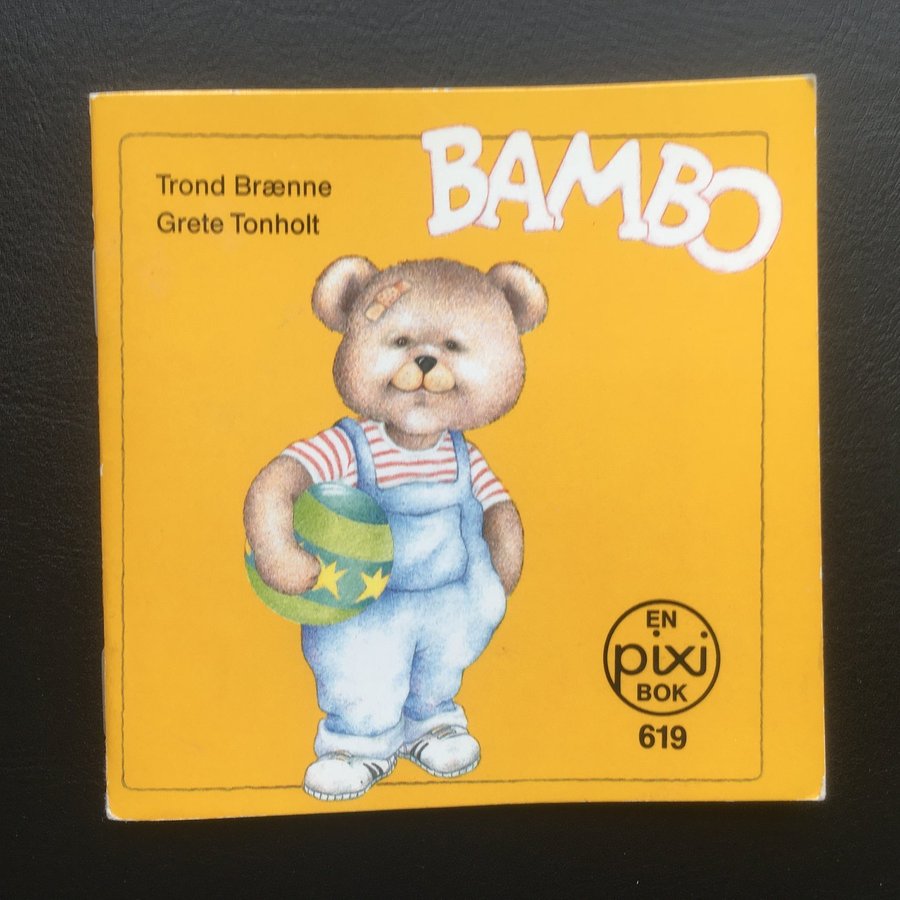 BAMBO
Trond Brænne
Grete Tonholt
EN
pixi
BOK
619